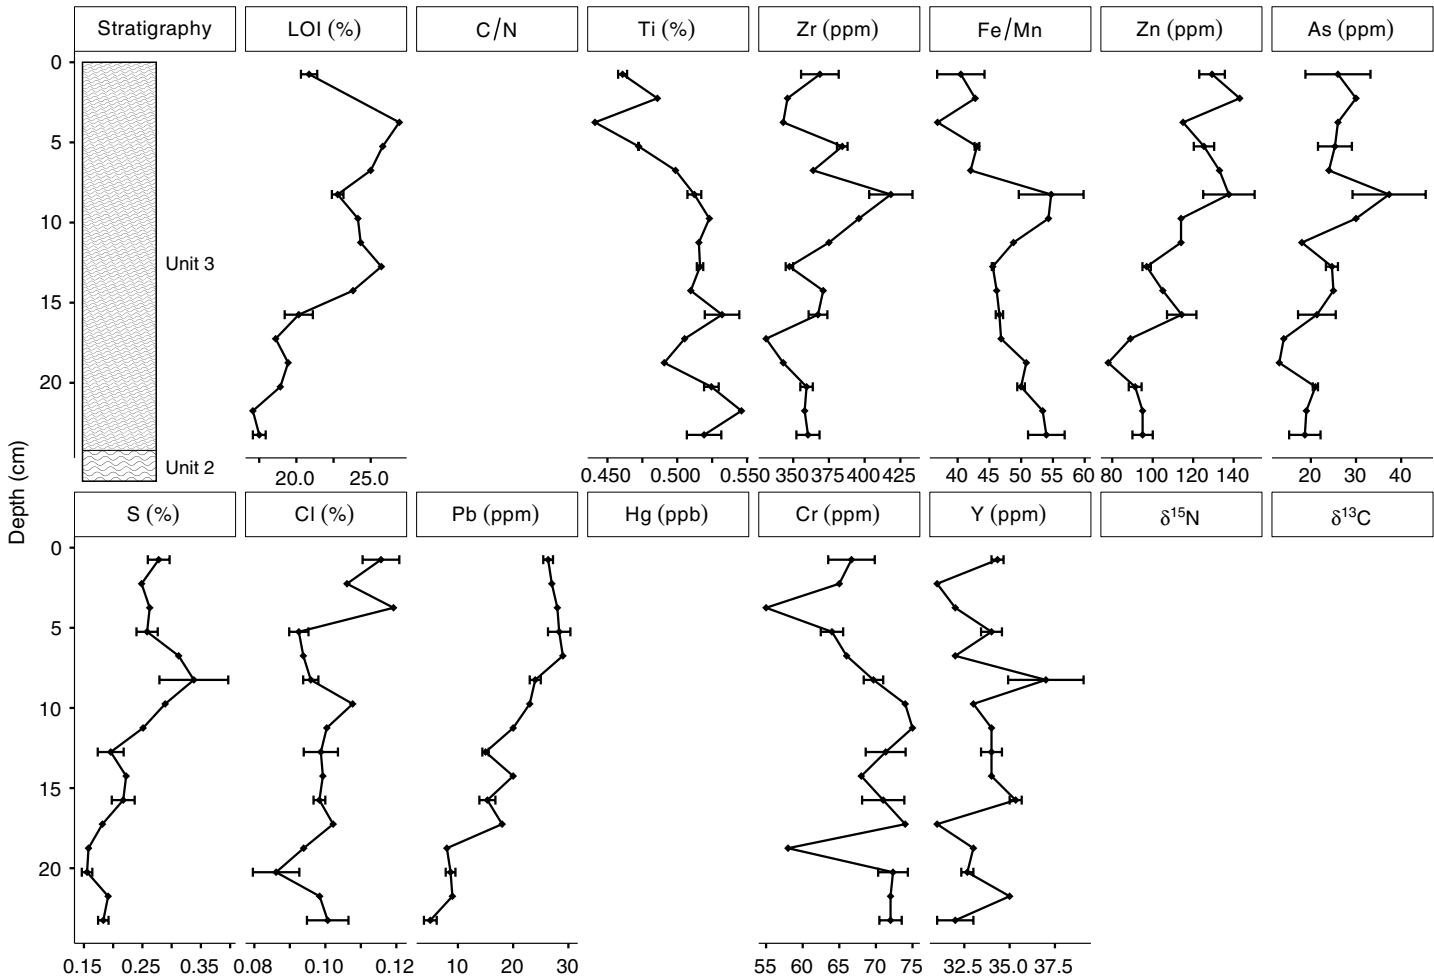 Stratigraphy LOI (%) C/N Ti (%) Zr (ppm) Fe/Mn Zn (ppm) As (ppm)
0
5
10
15
20
Unit 3
Unit 2
20.0 25.0 0.450 0.500 0.550 350 375 400 425 40 45 50 55 60 80 100 120 140 20 30 40
Depth (cm)
S (%) Cl (%) Pb (ppm) Hg (ppb) Cr (ppm) Y (ppm) δ¹⁵N δ¹³C
0
5
10
15
20
0.15 0.25 0.35 0.08 0.10 0.12 10 20 30 55 60 65 70 75 32.5 35.0 37.5